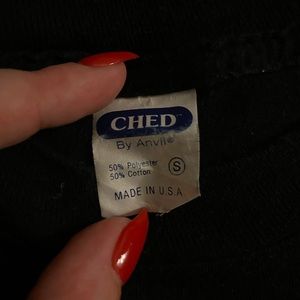 CHED
By Anvil®
50% Polyester
50% Cotton
S
MADE IN U.S.A